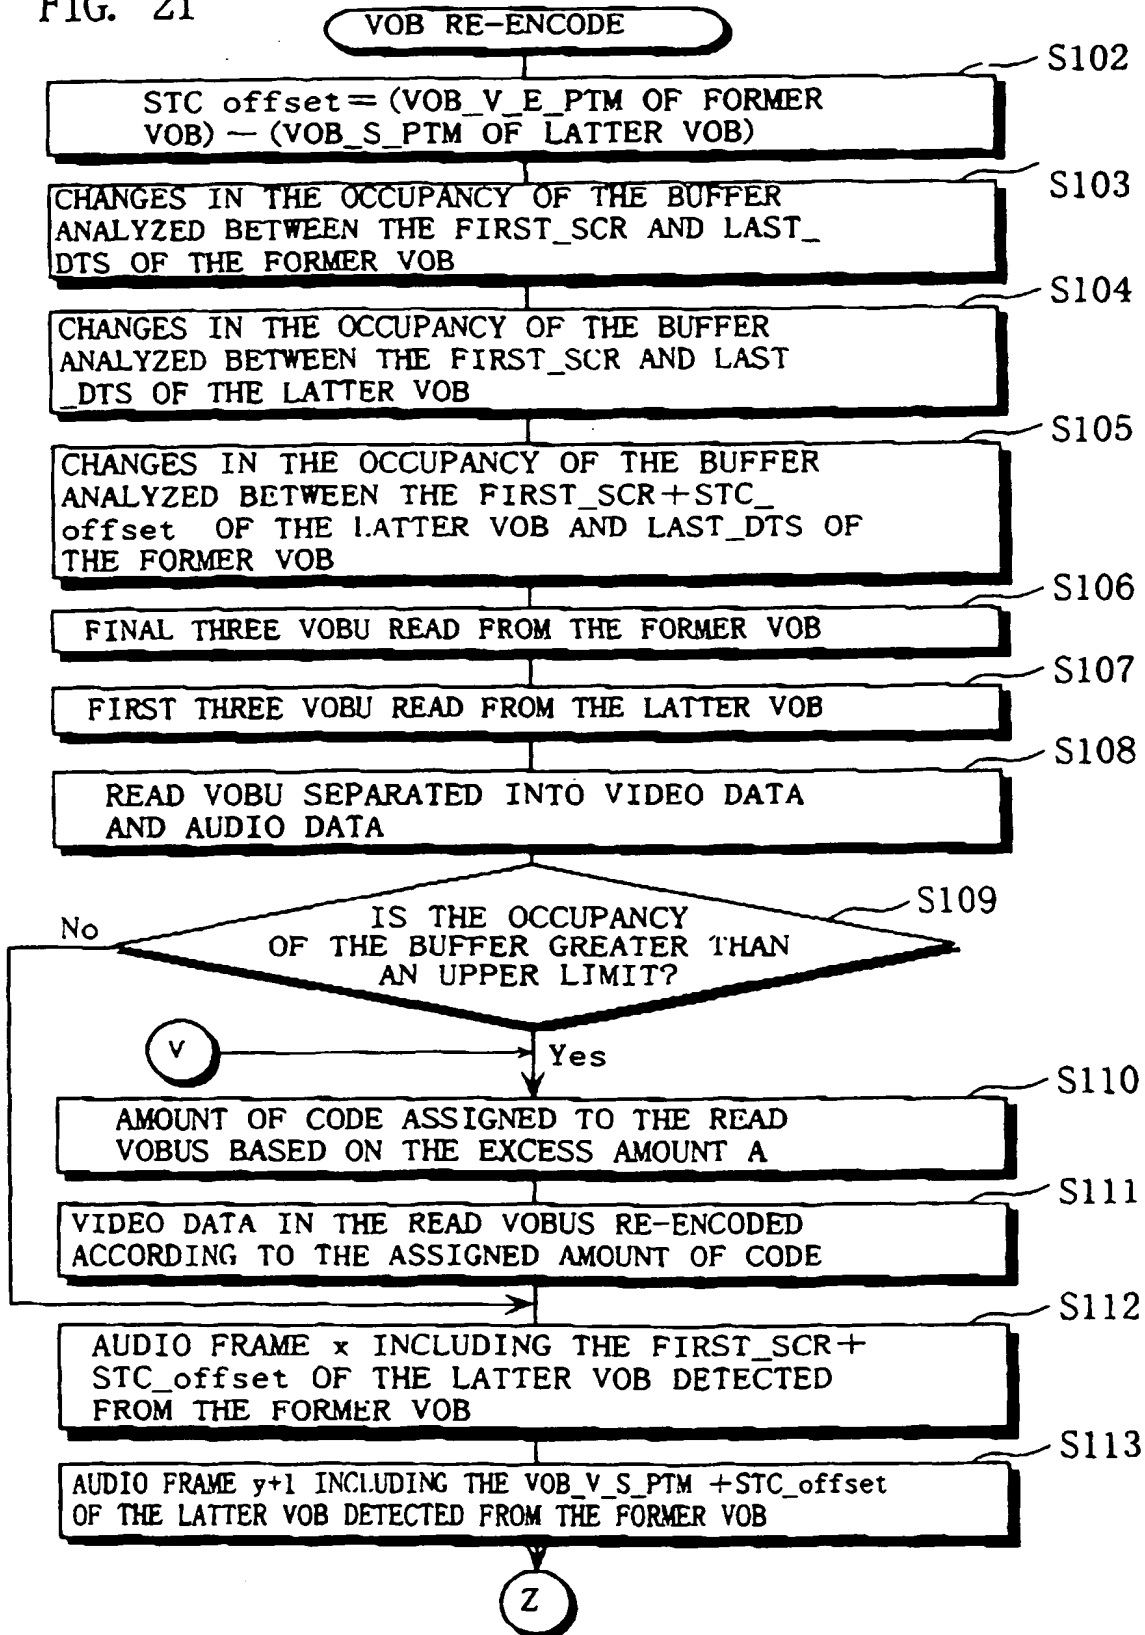 FIG. 21
VOB RE-ENCODE
S102
STC offset=(VOB_V_E_PTM OF FORMER
VOB)—(VOB_S_PTM OF LATTER VOB)
S103
CHANGES IN THE OCCUPANCY OF THE BUFFER
ANALYZED BETWEEN THE FIRST_SCR AND LAST_
DTS OF THE FORMER VOB
S104
CHANGES IN THE OCCUPANCY OF THE BUFFER
ANALYZED BETWEEN THE FIRST_SCR AND LAST
_DTS OF THE LATTER VOB
S105
CHANGES IN THE OCCUPANCY OF THE BUFFER
ANALYZED BETWEEN THE FIRST_SCR+STC_
offset OF THE LATTER VOB AND LAST_DTS OF
THE FORMER VOB
S106
FINAL THREE VOBU READ FROM THE FORMER VOB
S107
FIRST THREE VOBU READ FROM THE LATTER VOB
S108
READ VOBU SEPARATED INTO VIDEO DATA
AND AUDIO DATA
S109
No
IS THE OCCUPANCY
OF THE BUFFER GREATER THAN
AN UPPER LIMIT?
V
Yes
S110
AMOUNT OF CODE ASSIGNED TO THE READ
VOBUS BASED ON THE EXCESS AMOUNT A
S111
VIDEO DATA IN THE READ VOBUS RE-ENCODED
ACCORDING TO THE ASSIGNED AMOUNT OF CODE
S112
AUDIO FRAME x INCLUDING THE FIRST_SCR+
STC_offset OF THE LATTER VOB DETECTED
FROM THE FORMER VOB
S113
AUDIO FRAME y+1 INCLUDING THE VOB_V_S_PTM +STC_offset
OF THE LATTER VOB DETECTED FROM THE FORMER VOB
Z